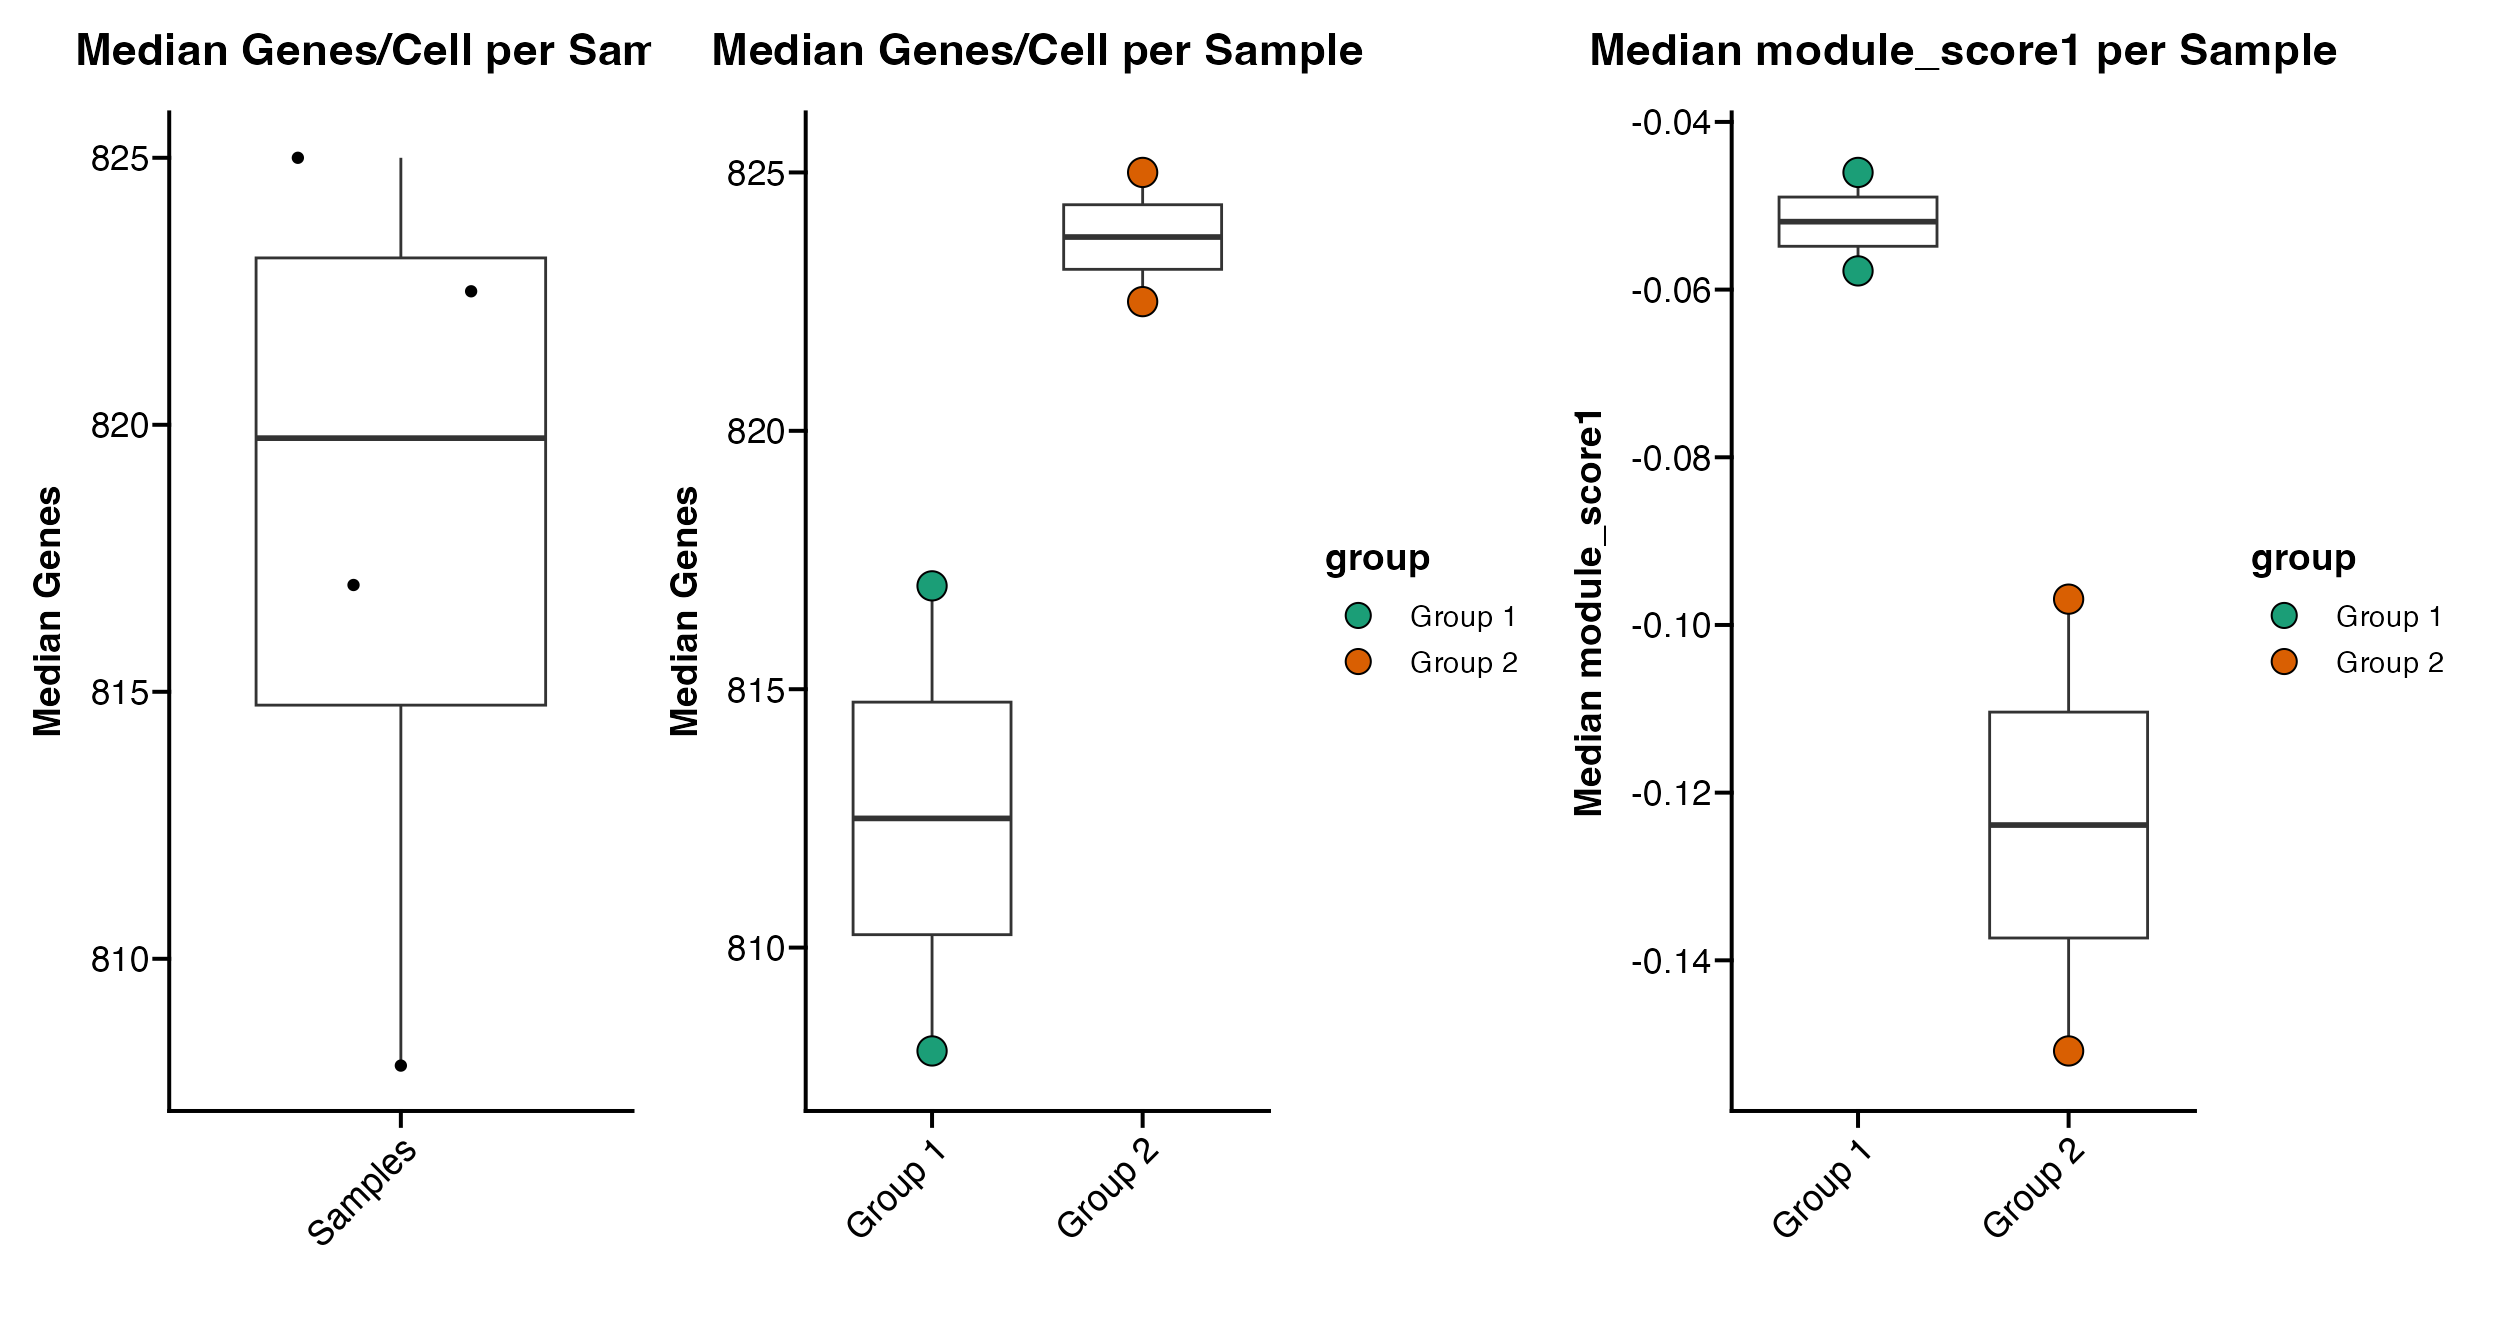 Median Genes/Cell per Sam
Median Genes
825
820
815
810
Samples
Median Genes/Cell per Sample
Median Genes
825
820
815
810
Group 1
Group 2
group
Group 1
Group 2
Median module_score1 per Sample
Median module_score1
-0.04
-0.06
-0.08
-0.10
-0.12
-0.14
Group 1
Group 2
group
Group 1
Group 2